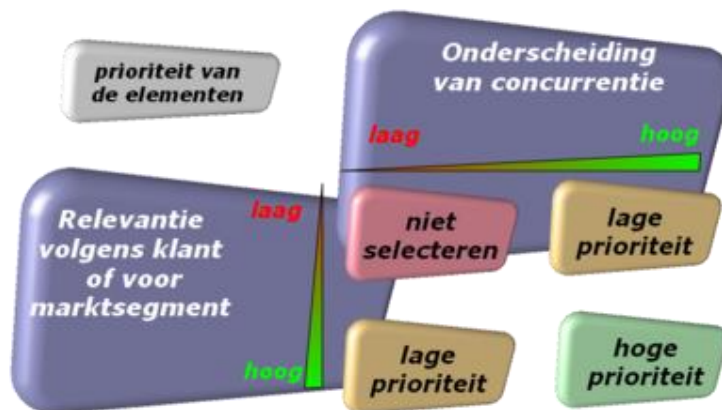 prioriteit van
de elementen
Onderscheiding
van concurrentie
laag
hoog
Relevantie
volgens klant
of voor
marktsegment
laag
hoog
niet
selecteren
lage
prioriteit
lage
prioriteit
hoge
prioriteit